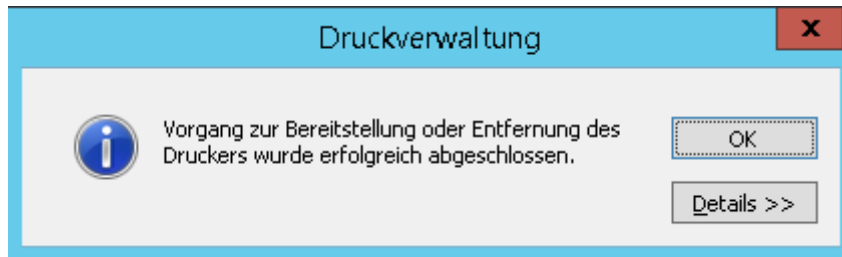 Druckverwaltung
x
Vorgang zur Bereitstellung oder Entfernung des
Druckers wurde erfolgreich abgeschlossen.
OK
Details >>